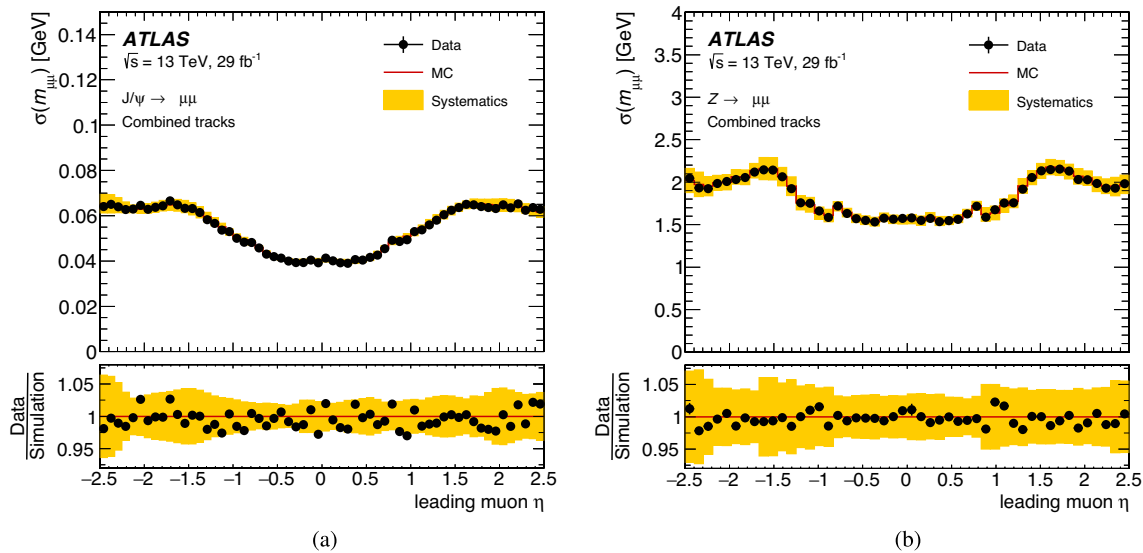 σ(m_μμ) [GeV]
0.14
0.12
0.1
0.08
0.06
0.04
0.02
0
ATLAS
√s = 13 TeV, 29 fb⁻¹
J/ψ → μμ
Combined tracks
Data
MC
Systematics
Data
Simulation
1.05
1
0.95
−2.5 −2 −1.5 −1 −0.5 0 0.5 1 1.5 2 2.5
leading muon η
(a)
σ(m_μμ) [GeV]
4
3.5
3
2.5
2
1.5
1
0.5
0
ATLAS
√s = 13 TeV, 29 fb⁻¹
Z → μμ
Combined tracks
Data
MC
Systematics
Data
Simulation
1.05
1
0.95
−2.5 −2 −1.5 −1 −0.5 0 0.5 1 1.5 2 2.5
leading muon η
(b)